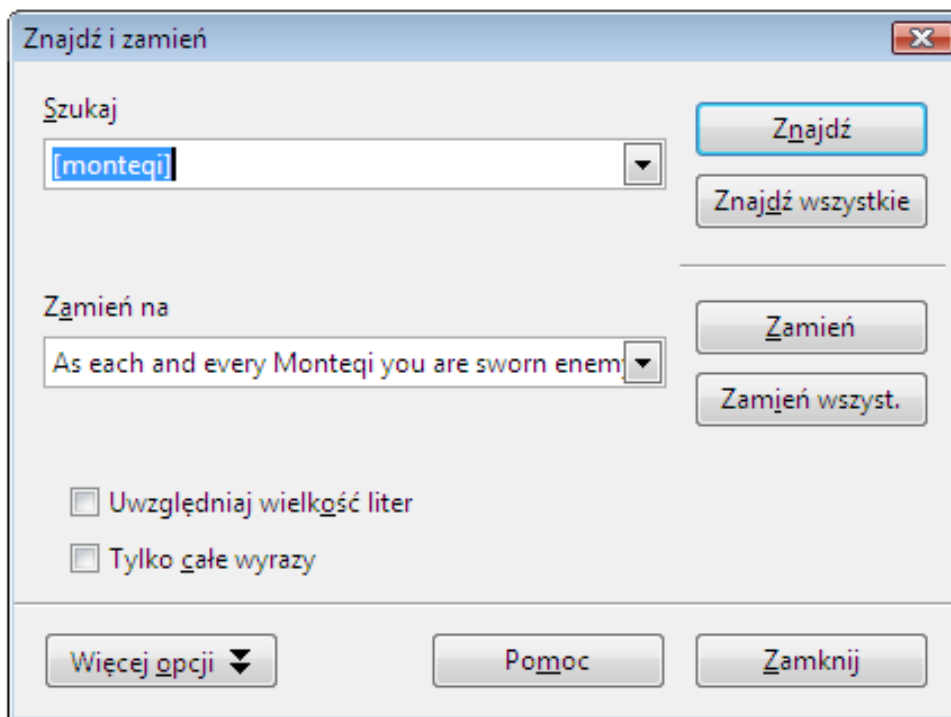 Znajdź i zamień
Szukaj
[monteqi]
Znajdź
Znajdź wszystkie
Zamień na
As each and every Monteqi you are sworn enemy
Zamień
Zamień wszyst.
Uwzględniaj wielkość liter
Tylko całe wyrazy
Więcej opcji
Pomoc
Zamknij